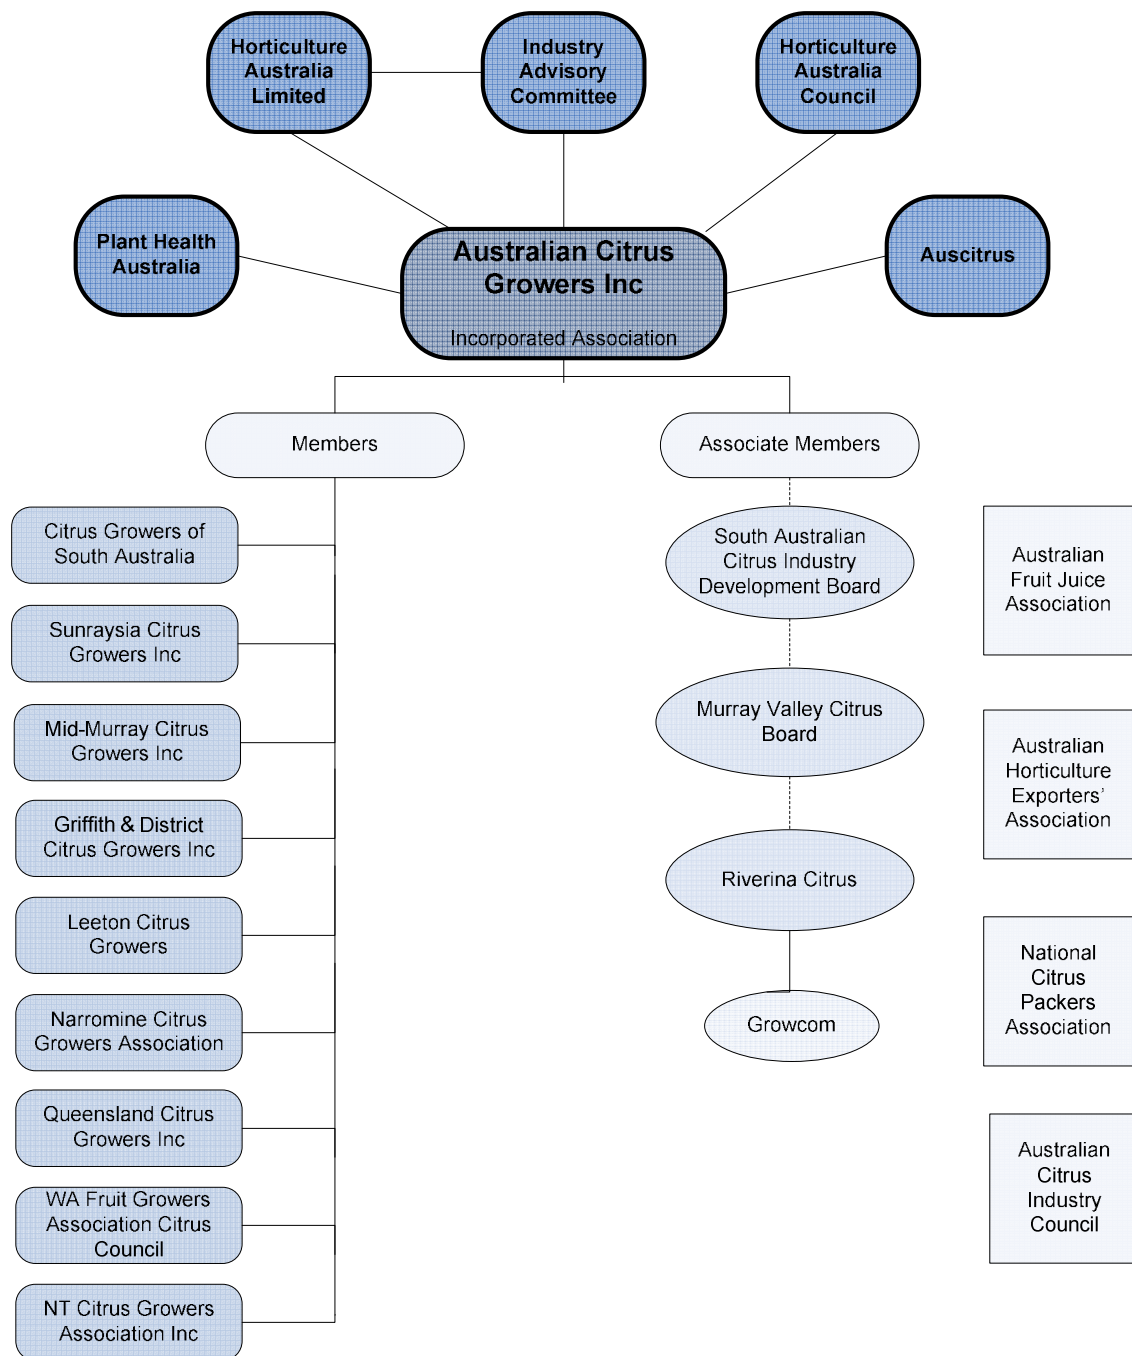 Horticulture
Australia
Limited
Industry
Advisory
Committee
Horticulture
Australia
Council
Plant Health
Australia
Australian Citrus
Growers Inc
Incorporated Association
Auscitrus
Members
Associate Members
Citrus Growers of
South Australia
Sunraysia Citrus
Growers Inc
Mid-Murray Citrus
Growers Inc
Griffith & District
Citrus Growers Inc
Leeton Citrus
Growers
Narromine Citrus
Growers Association
Queensland Citrus
Growers Inc
WA Fruit Growers
Association Citrus
Council
NT Citrus Growers
Association Inc
South Australian
Citrus Industry
Development Board
Murray Valley Citrus
Board
Riverina Citrus
Growcom
Australian
Fruit Juice
Association
Australian
Horticulture
Exporters’
Association
National
Citrus
Packers
Association
Australian
Citrus
Industry
Council